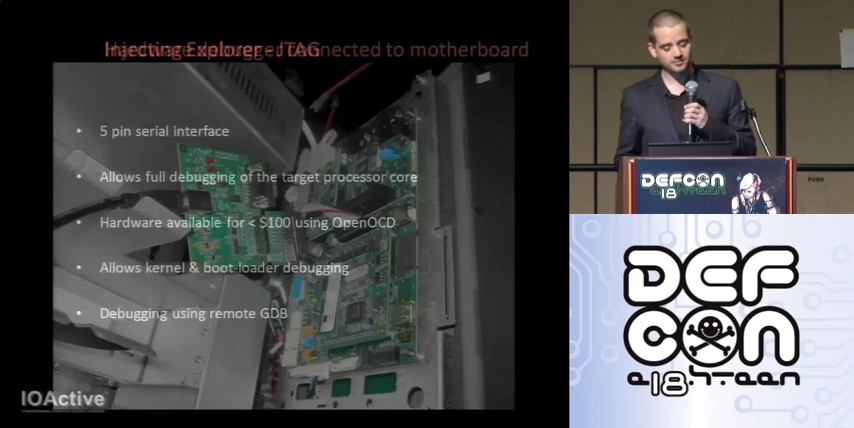 Injecting Explorer - JTAG
Hardware debugger connected to motherboard
• 5 pin serial interface
• Allows full debugging of the target processor core
• Hardware available for < $100 using OpenOCD
• Allows kernel & boot-loader debugging
• Debugging using remote GDB
IOActive
DEFCON
18
PUSH
DEF
CON
18